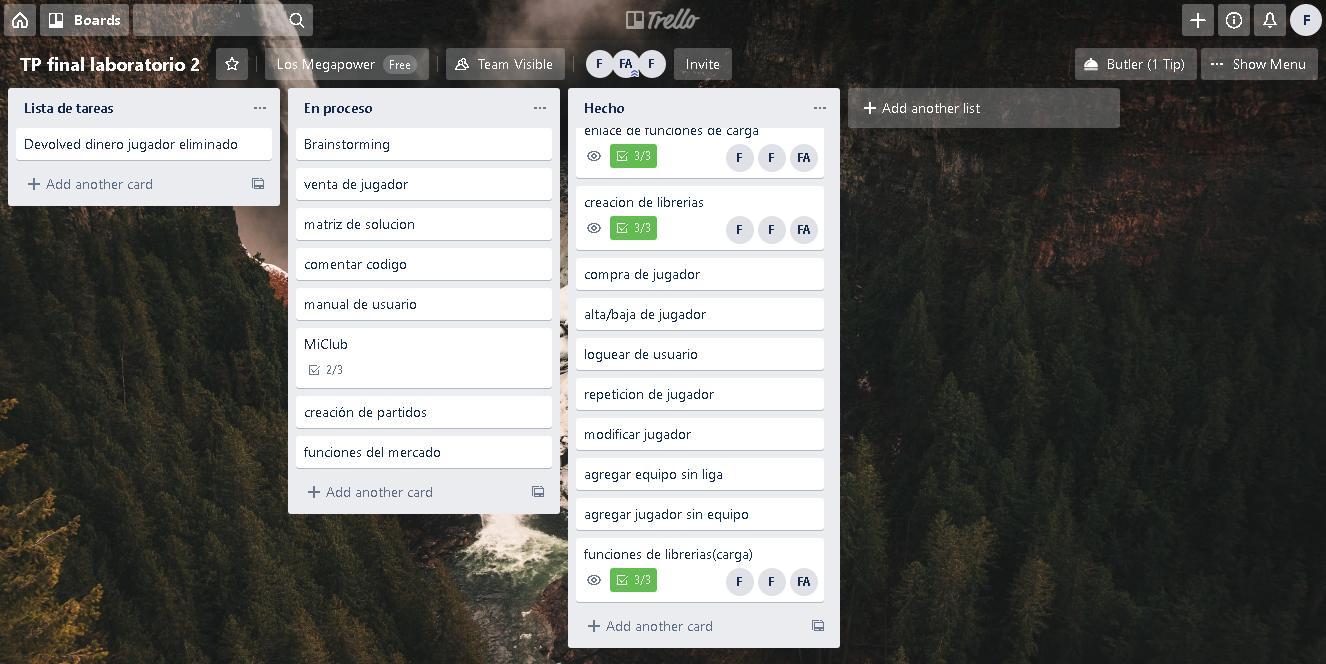 Boards
Trello
F
TP final laboratorio 2
Los Megapower Free
Team Visible
F FA F
Invite
Butler (1 Tip)
··· Show Menu
Lista de tareas
Devolved dinero jugador eliminado
Add another card
En proceso
Brainstorming
venta de jugador
matriz de solucion
comentar codigo
manual de usuario
MiClub
2/3
creación de partidos
funciones del mercado
Add another card
Hecho
enlace de funciones de carga
3/3 F F FA
creacion de librerias
3/3 F F FA
compra de jugador
alta/baja de jugador
loguear de usuario
repeticion de jugador
modificar jugador
agregar equipo sin liga
agregar jugador sin equipo
funciones de librerias(carga)
3/3 F F FA
Add another card
Add another list